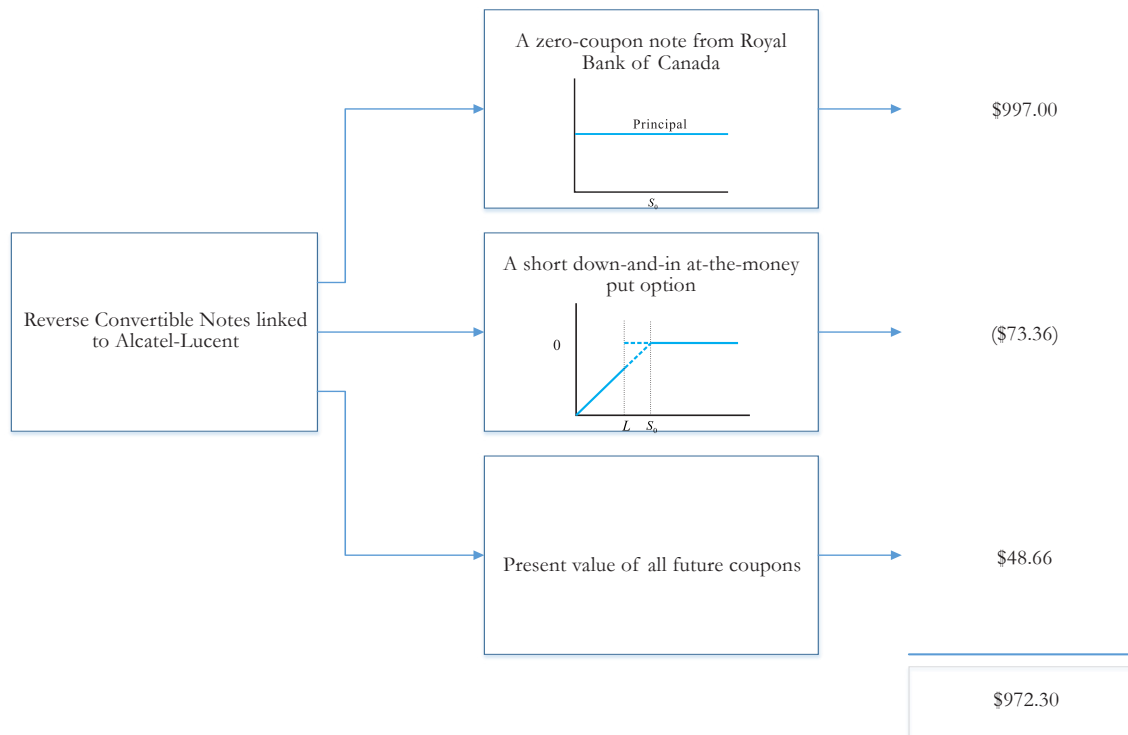 A zero-coupon note from Royal
Bank of Canada
Principal
S₀
$997.00
Reverse Convertible Notes linked
to Alcatel-Lucent
A short down-and-in at-the-money
put option
0
L S₀
($73.36)
Present value of all future coupons
$48.66
$972.30